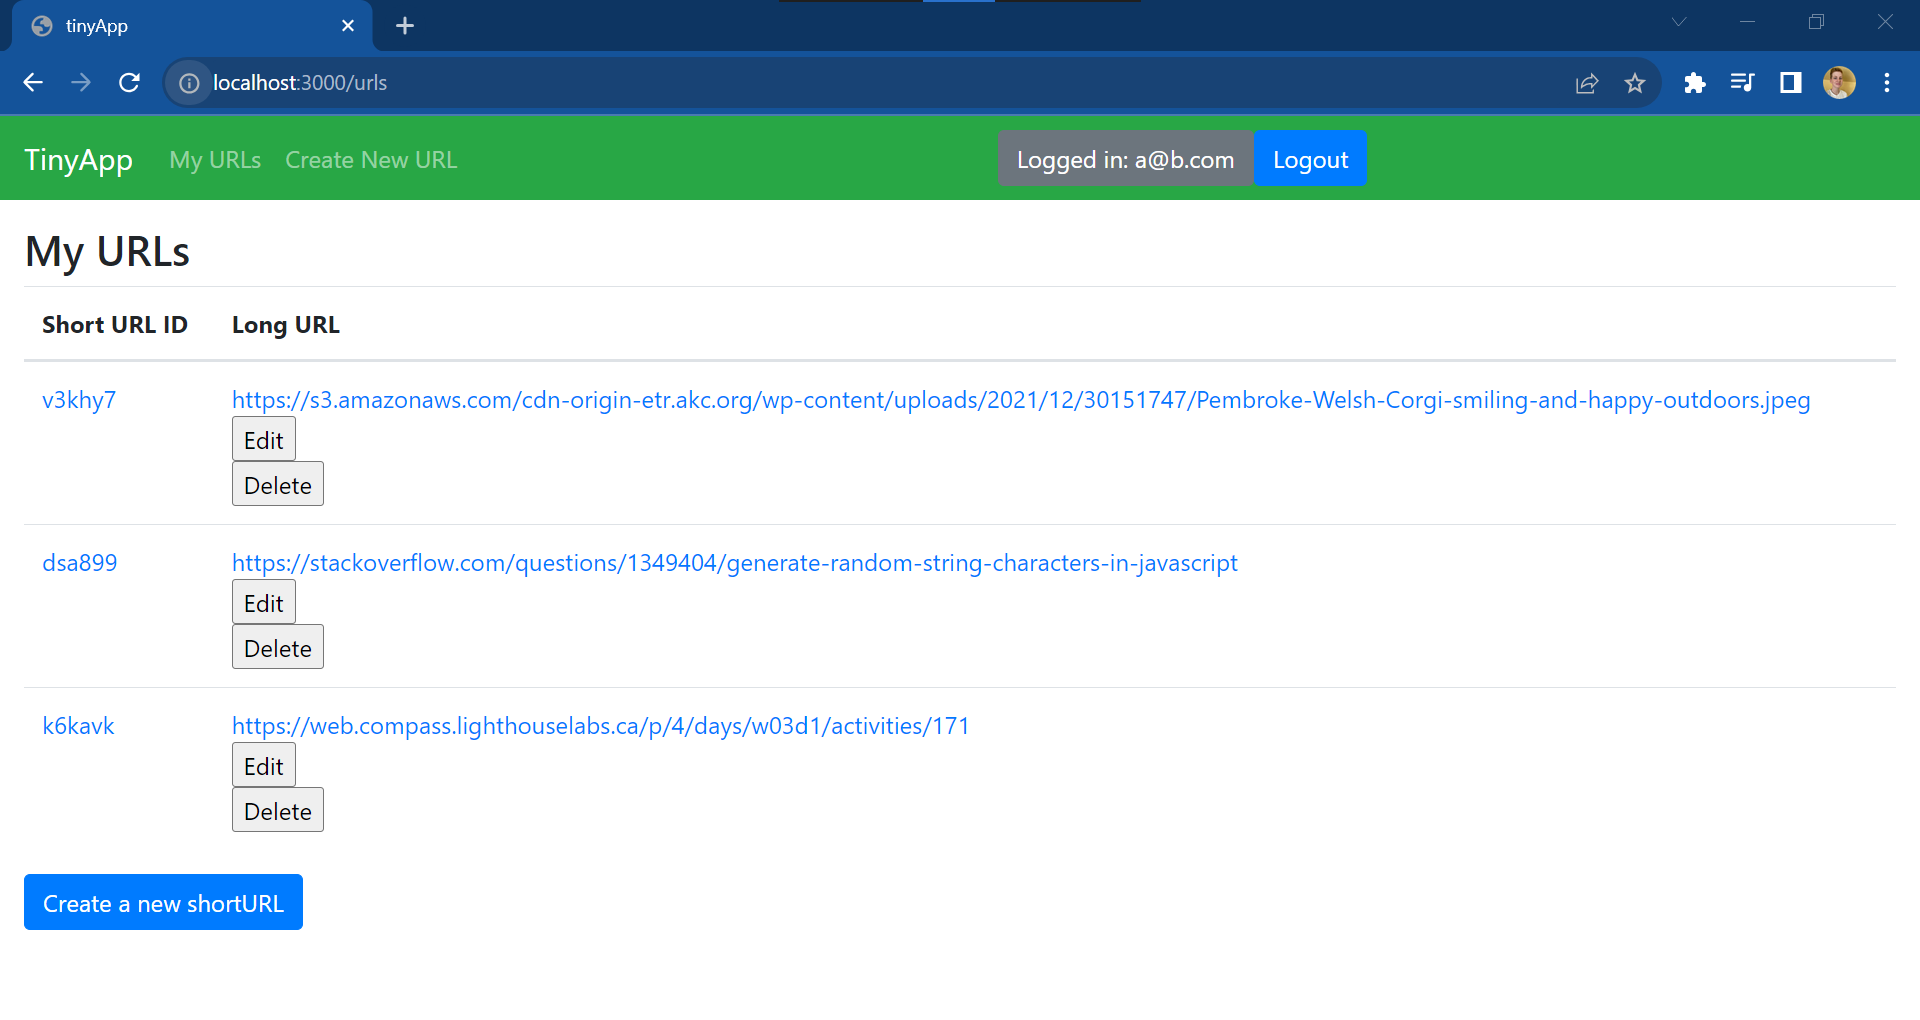 tinyApp
localhost:3000/urls
TinyApp My URLs Create New URL Logged in: a@b.com Logout
My URLs
Short URL ID Long URL
v3khy7 https://s3.amazonaws.com/cdn-origin-etr.akc.org/wp-content/uploads/2021/12/30151747/Pembroke-Welsh-Corgi-smiling-and-happy-outdoors.jpeg
Edit
Delete
dsa899 https://stackoverflow.com/questions/1349404/generate-random-string-characters-in-javascript
Edit
Delete
k6kavk https://web.compass.lighthouselabs.ca/p/4/days/w03d1/activities/171
Edit
Delete
Create a new shortURL